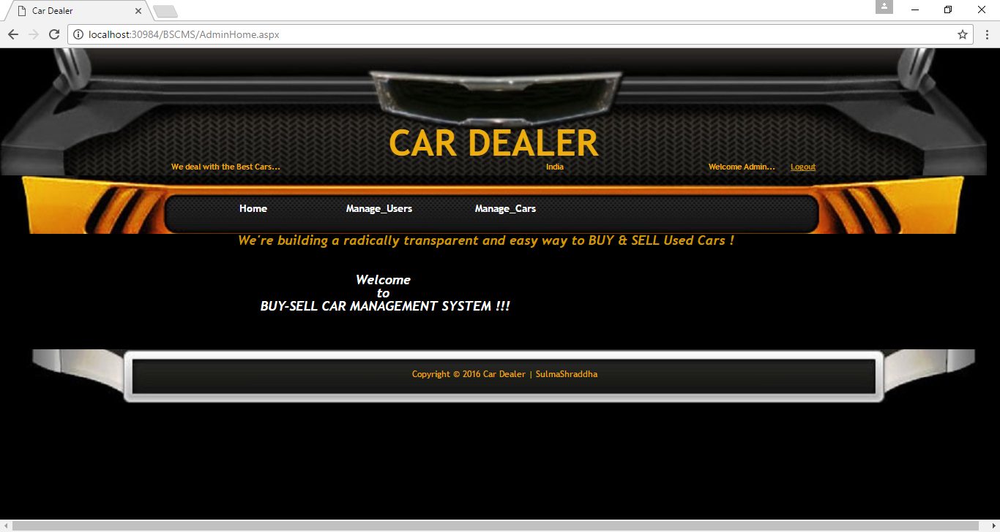 Car Dealer
localhost:30984/BSCMS/AdminHome.aspx
CAR DEALER
We deal with the Best Cars... India Welcome Admin... Logout
Home Manage_Users Manage_Cars
We're building a radically transparent and easy way to BUY & SELL Used Cars !
Welcome
to
BUY-SELL CAR MANAGEMENT SYSTEM !!!
Copyright © 2016 Car Dealer | SulmaShraddha